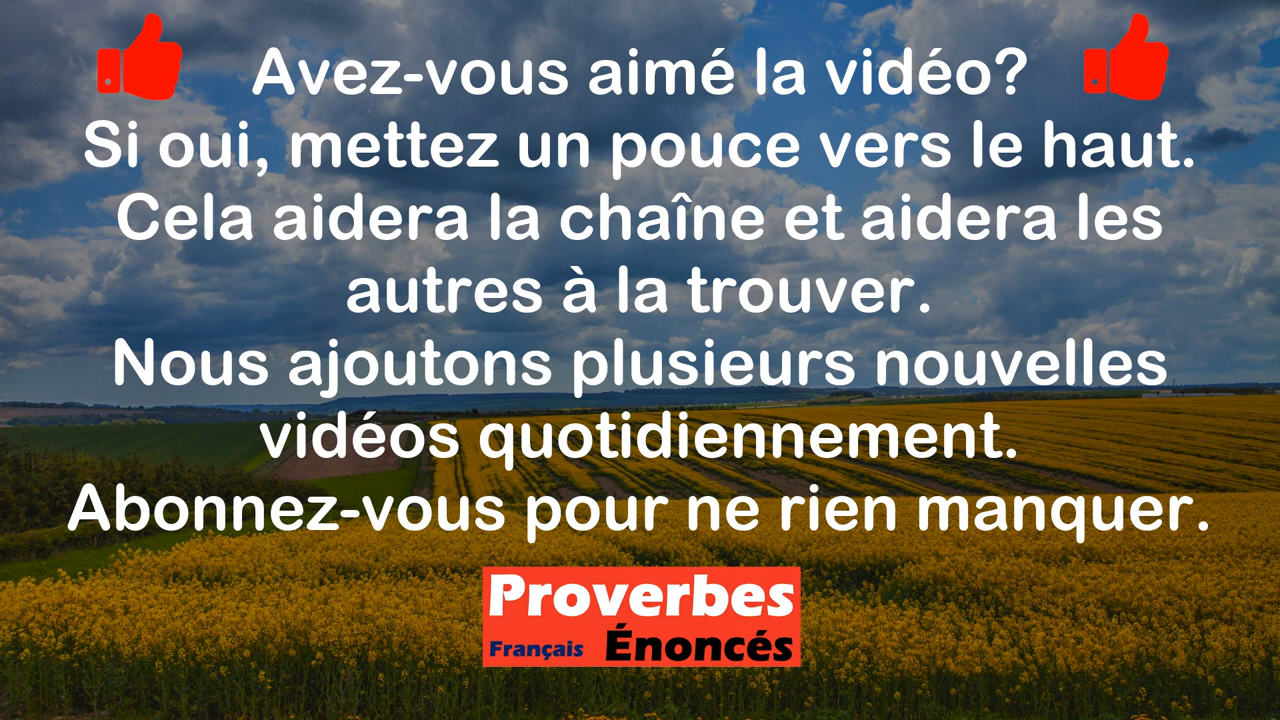 Avez-vous aimé la vidéo?
Si oui, mettez un pouce vers le haut.
Cela aidera la chaîne et aidera les
autres à la trouver.
Nous ajoutons plusieurs nouvelles
vidéos quotidiennement.
Abonnez-vous pour ne rien manquer.
Proverbes
Français Énoncés